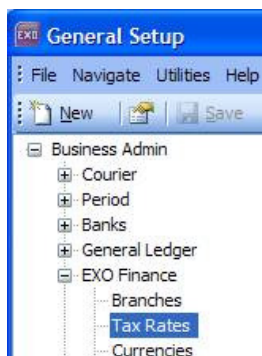 EXO General Setup
File Navigate Utilities Help
New Save
Business Admin
Courier
Period
Banks
General Ledger
EXO Finance
Branches
Tax Rates
Currencies